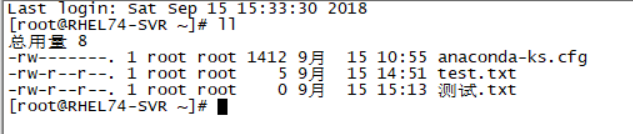 Last login: Sat Sep 15 15:33:30 2018
[root@RHEL74-SVR ~]# ll
总用量 8
-rw-------. 1 root root 1412 9月  15 10:55 anaconda-ks.cfg
-rw-r--r--. 1 root root    5 9月  15 14:51 test.txt
-rw-r--r--. 1 root root    0 9月  15 15:13 测试.txt
[root@RHEL74-SVR ~]#